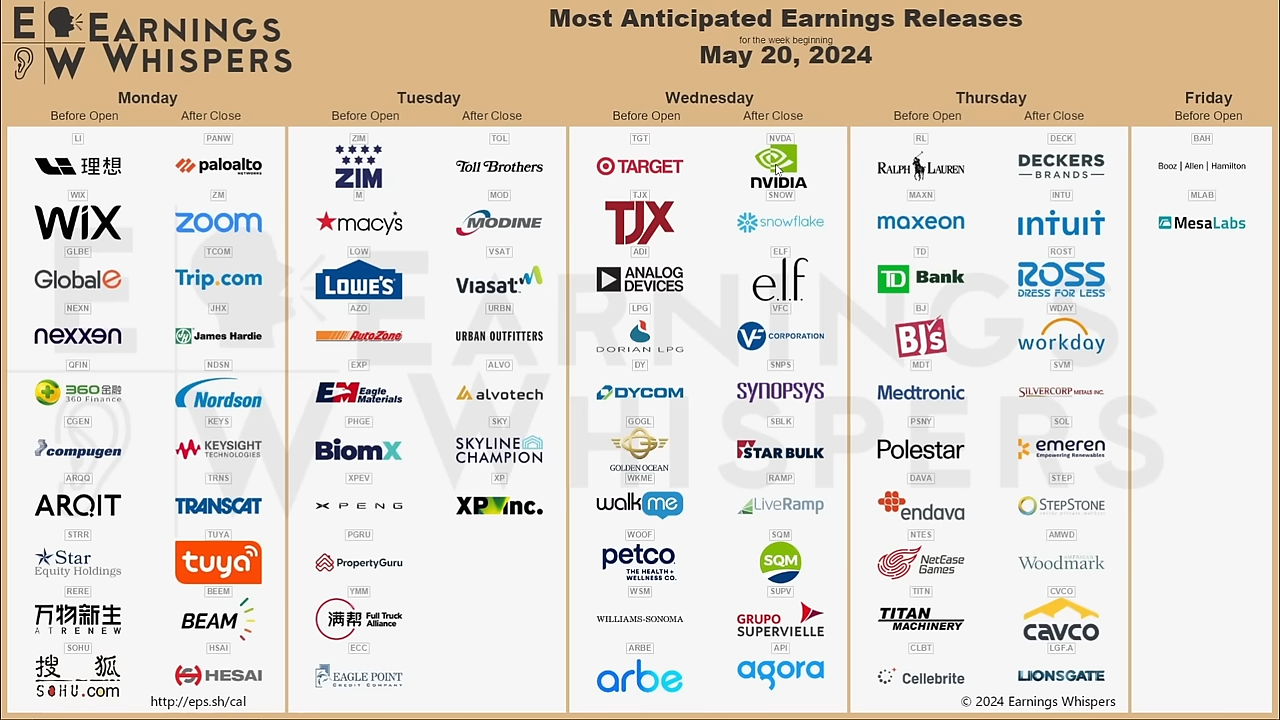 E EARNINGS
W WHISPERS
Most Anticipated Earnings Releases
for the week beginning
May 20, 2024
Monday
Before Open After Close
Tuesday
Before Open After Close
Wednesday
Before Open After Close
Thursday
Before Open After Close
Friday
Before Open
LI
理想
WIX
WIX
GLBE
Globale
NEXN
nexxen
QFIN
360金融
360 Finance
CGEN
compugen
ARQQ
ARQIT
STRR
Star
Equity Holdings
RERE
万物新生
ATRENEW
SOHU
搜 狐
SOHU.com
PANW
paloalto
NETWORKS
ZM
zoom
TCOM
Trip.com
JHX
JH James Hardie
NDSN
Nordson
KEYS
KEYSIGHT
TECHNOLOGIES
TRNS
TRANSCAT
TUYA
tuya
BEEM
BEAM
HSAI
HESAI
http://eps.sh/cal
ZIM
ZIM
M
macy's
LOW
LOWE'S
AZO
AutoZone
EXP
EM Eagle
Materials
PHGE
BiomX
XPEV
XPENG
PGRU
PropertyGuru
YMM
满帮 Full Truck
Alliance
ECC
EAGLE POINT
CREDIT COMPANY
TOL
Toll Brothers
MOD
MODINE
VSAT
Viasat
URBN
URBAN OUTFITTERS
ALVO
alvotech
SKY
SKYLINE
CHAMPION
XP
XP inc.
TGT
TARGET
TJX
TJX
ADI
ANALOG
DEVICES
LPG
DORIAN LPG
DY
DYCOM
GOGL
GOLDEN OCEAN
WKME
walkme
WOOF
petco
THE HEALTH +
WELLNESS CO.
WSM
WILLIAMS-SONOMA
ARBE
arbe
NVDA
NVIDIA
SNOW
snowflake
ELF
e.l.f.
VFC
VF CORPORATION
SNPS
SYNOPSYS
SBLK
STAR BULK
RAMP
LiveRamp
SQM
SQM
SUPV
GRUPO
SUPERVIELLE
API
agora
RL
RALPH LAUREN
MAXN
maxeon
TD
TD Bank
BJ
BJ's
MDT
Medtronic
PSNY
Polestar
DAVA
endava
NTES
NetEase
Games
TITN
TITAN
MACHINERY
CLBT
Cellebrite
DECK
DECKERS
BRANDS
INTU
intuit
ROST
ROSS
DRESS FOR LESS
WDAY
workday
SVM
SILVERCORP METALS INC.
SOL
emeren
Empowering Renewables
STEP
STEPSTONE
AMWD
AMERICAN
Woodmark
CVCO
CAVCO
LGF.A
LIONSGATE
© 2024 Earnings Whispers
BAH
Booz | Allen | Hamilton
MLAB
MesaLabs
E EARNINGS
W WHISPERS